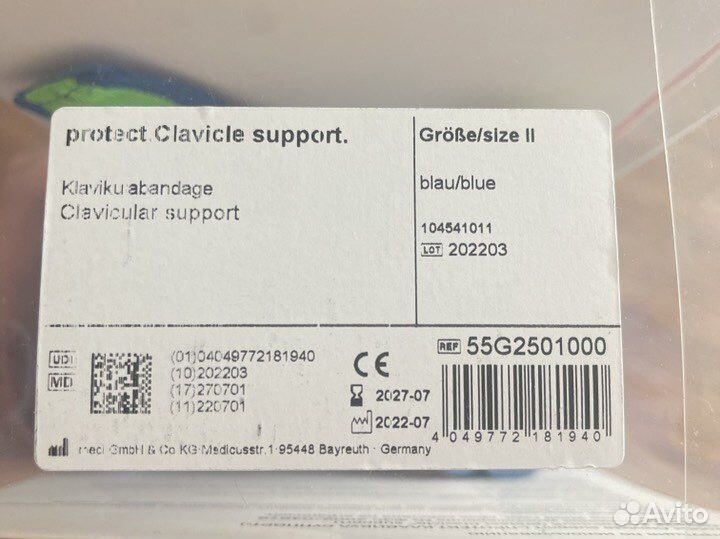 protect.Clavicle support.
Klavikulabandage
Clavicular support
Größe/size II
blau/blue
104541011
LOT 202203
UDI
MD
(01)04049772181940
(10)202203
(17)270701
(11)220701
CE
2027-07
2022-07
REF 55G2501000
4 049772 181940
medi GmbH & Co KG·Medicusstr.1·95448 Bayreuth · Germany
Avito